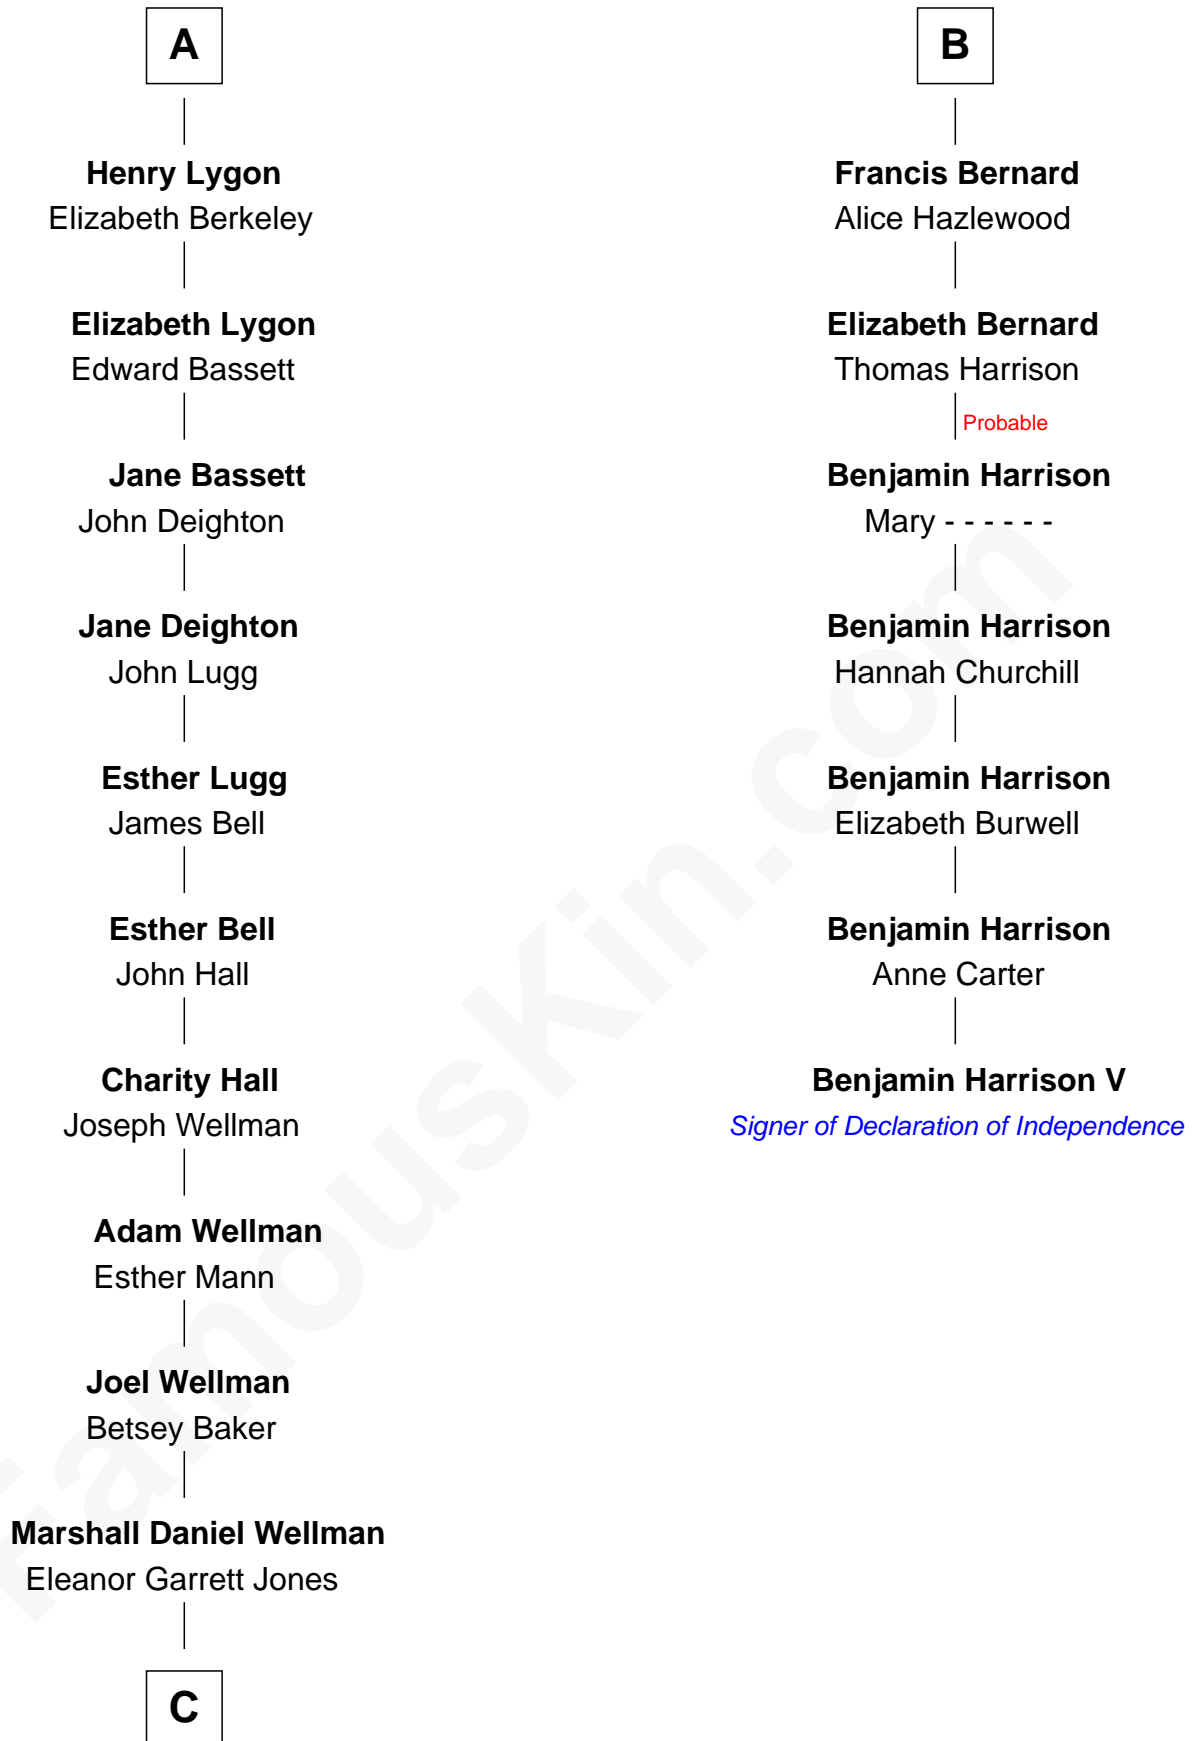 A
Henry Lygon
Elizabeth Berkeley
Elizabeth Lygon
Edward Bassett
Jane Bassett
John Deighton
Jane Deighton
John Lugg
Esther Lugg
James Bell
Esther Bell
John Hall
Charity Hall
Joseph Wellman
Adam Wellman
Esther Mann
Joel Wellman
Betsey Baker
Marshall Daniel Wellman
Eleanor Garrett Jones
C
B
Francis Bernard
Alice Hazlewood
Elizabeth Bernard
Thomas Harrison
Probable
Benjamin Harrison
Mary - - - - - -
Benjamin Harrison
Hannah Churchill
Benjamin Harrison
Elizabeth Burwell
Benjamin Harrison
Anne Carter
Benjamin Harrison V
Signer of Declaration of Independence
FamousKin.com